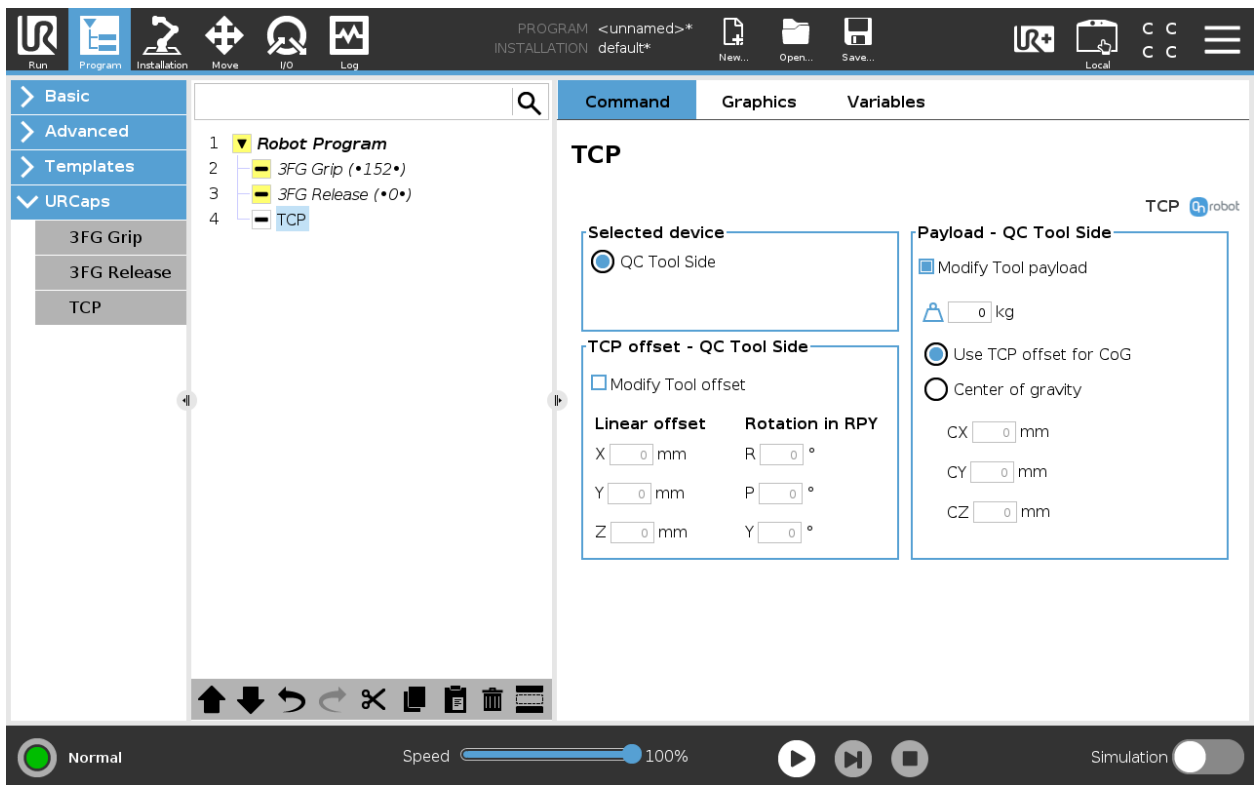 PROGRAM <unnamed>*
INSTALLATION default*
Run Program Installation Move I/O Log New... Open... Save... UR+ Local C C
C C
Basic
Advanced
Templates
URCaps
3FG Grip
3FG Release
TCP
1 Robot Program
2 3FG Grip (•152•)
3 3FG Release (•0•)
4 TCP
Command Graphics Variables
TCP
TCP On robot
Selected device
QC Tool Side
TCP offset - QC Tool Side
Modify Tool offset
Linear offset Rotation in RPY
X 0 mm R 0 °
Y 0 mm P 0 °
Z 0 mm Y 0 °
Payload - QC Tool Side
Modify Tool payload
0 kg
Use TCP offset for CoG
Center of gravity
CX 0 mm
CY 0 mm
CZ 0 mm
Normal Speed 100% Simulation